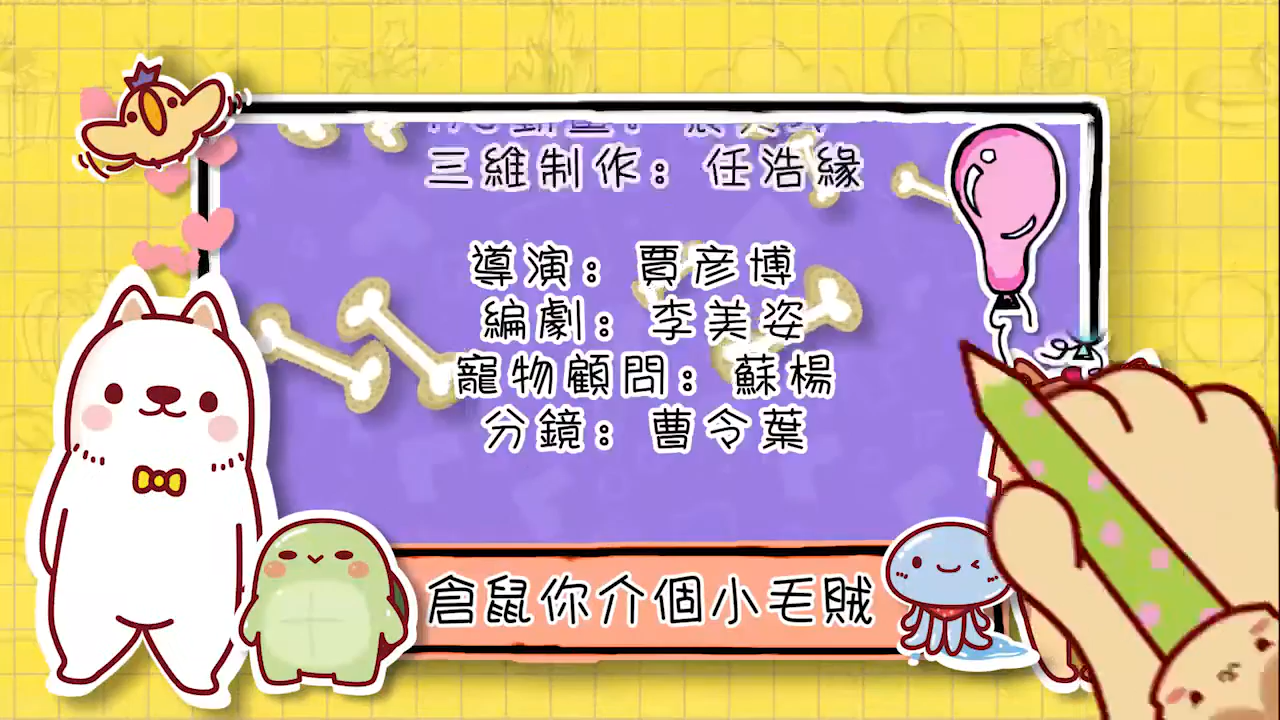 三維制作：任浩緣
導演：賈彥博
編劇：李美姿
寵物顧問：蘇楊
分鏡：曹令葉
倉鼠你介個小毛賊